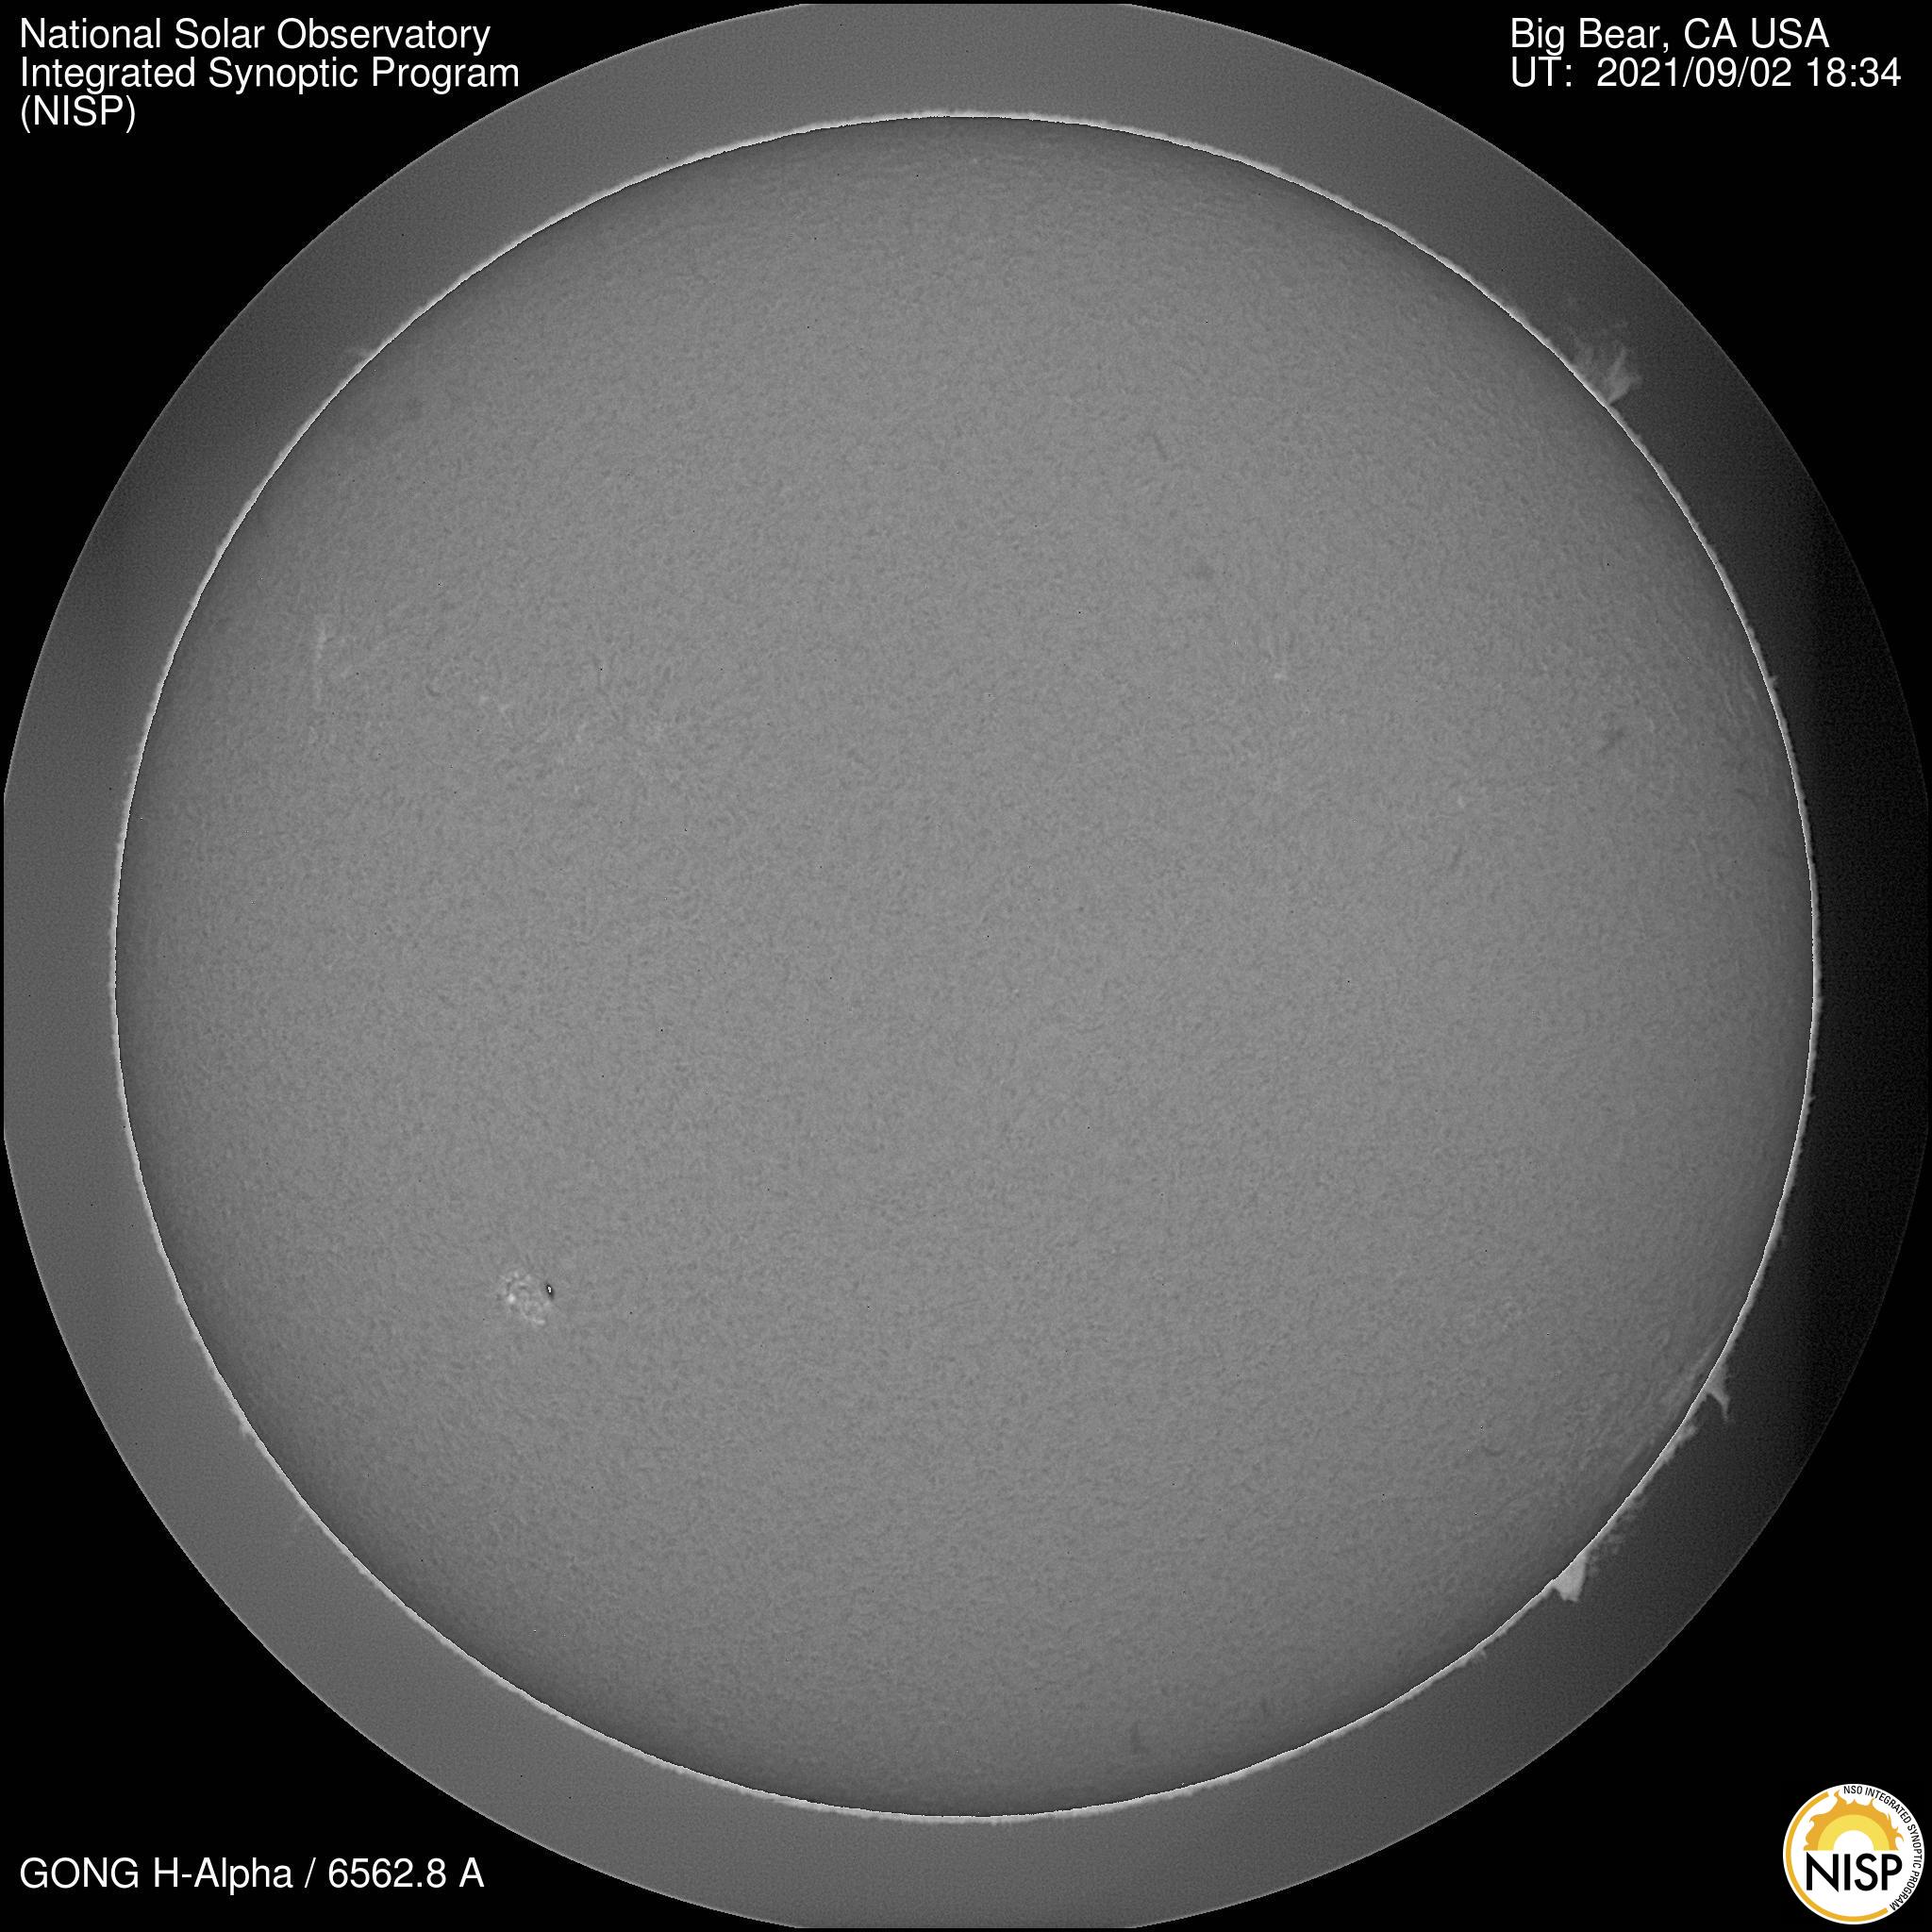 National Solar Observatory
Integrated Synoptic Program
(NISP)
Big Bear, CA USA
UT: 2021/09/02 18:34
GONG H-Alpha / 6562.8 A
NSO INTEGRATED SYNOPTIC PROGRAM
NISP